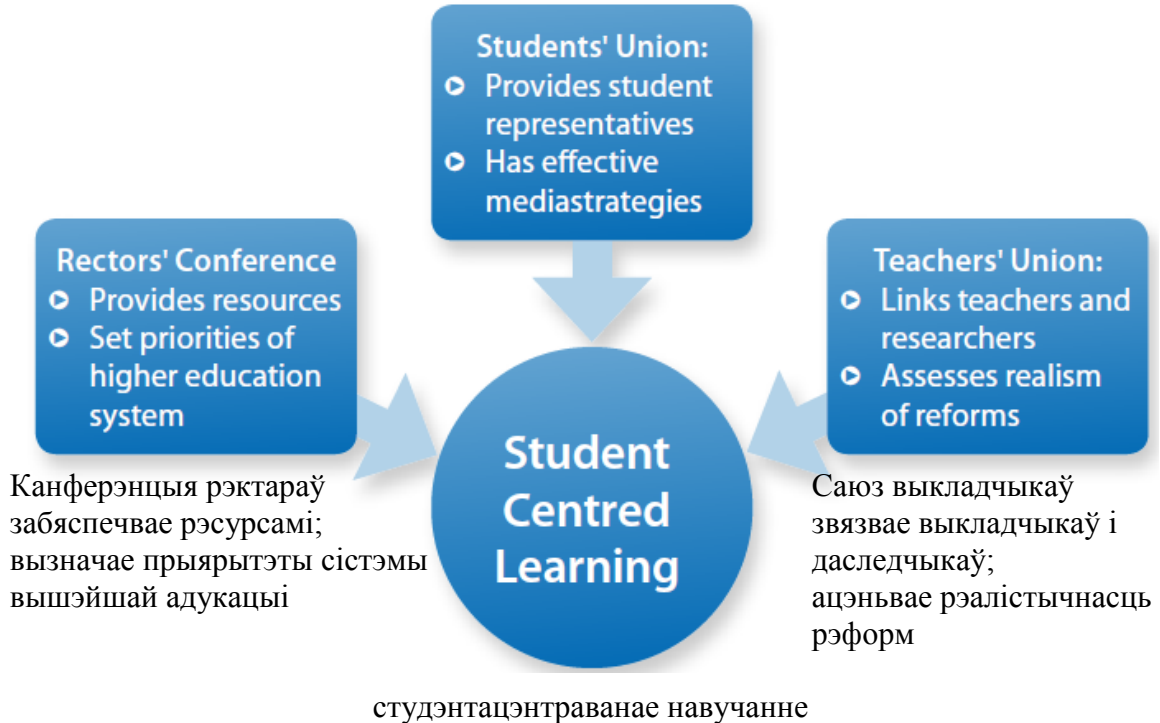 Students' Union:
Provides student
representatives
Has effective
mediastrategies
Rectors' Conference
Provides resources
Set priorities of
higher education
system
Teachers' Union:
Links teachers and
researchers
Assesses realism
of reforms
Student
Centred
Learning
Канферэнцыя рэктараў
забяспечвае рэсурсамі;
вызначае прыярытэты сістэмы
вышэйшай адукацыі
Саюз выкладчыкаў
звязвае выкладчыкаў і
даследчыкаў;
ацэньвае рэалістычнасць
рэформ
студэнтацэнтраванае навучанне